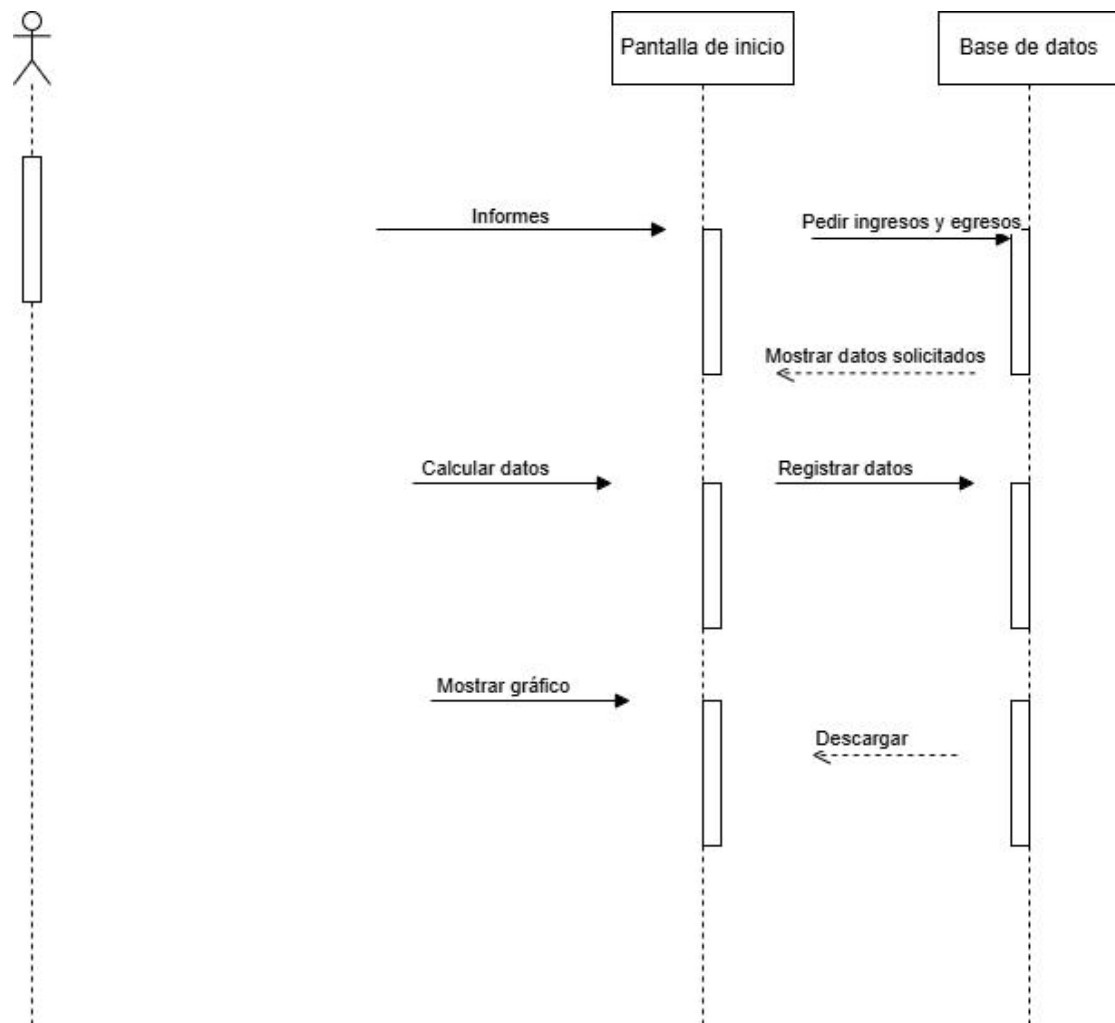 Pantalla de inicio
Base de datos
Informes
Pedir ingresos y egresos
Mostrar datos solicitados
Calcular datos
Registrar datos
Mostrar gráfico
Descargar